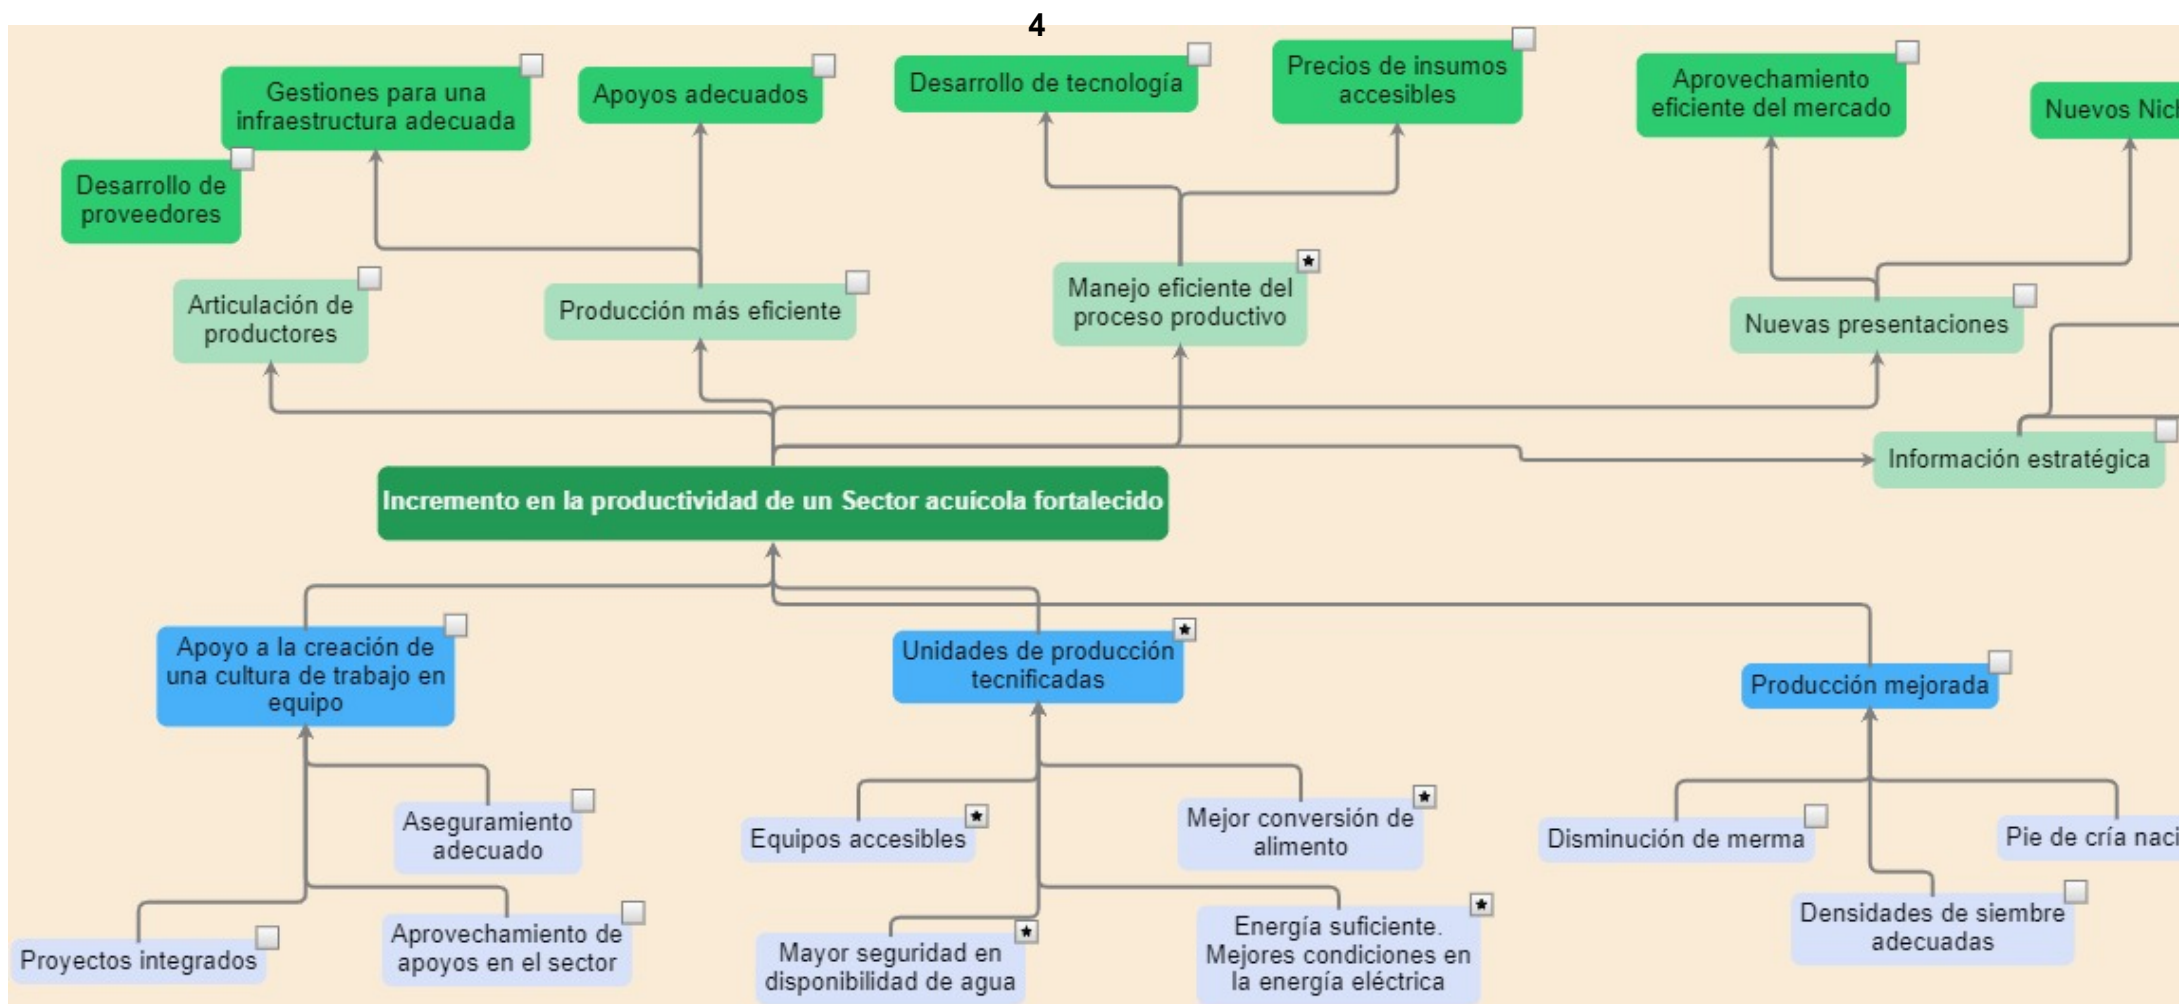 4
Gestiones para una
infraestructura adecuada
Apoyos adecuados
Desarrollo de tecnología
Precios de insumos
accesibles
Aprovechamiento
eficiente del mercado
Nuevos
Desarrollo de
proveedores
Articulación de
productores
Producción más eficiente
Manejo eficiente del
proceso productivo
Nuevas presentaciones
Información estratégica
Incremento en la productividad de un Sector acuícola fortalecido
Apoyo a la creación de
una cultura de trabajo en
equipo
Unidades de producción
tecnificadas
Producción mejorada
Aseguramiento
adecuado
Equipos accesibles
Mejor conversión de
alimento
Disminución de merma
Pie de cría
Proyectos integrados
Aprovechamiento de
apoyos en el sector
Mayor seguridad en
disponibilidad de agua
Energía suficiente.
Mejores condiciones en
la energía eléctrica
Densidades de siembre
adecuadas